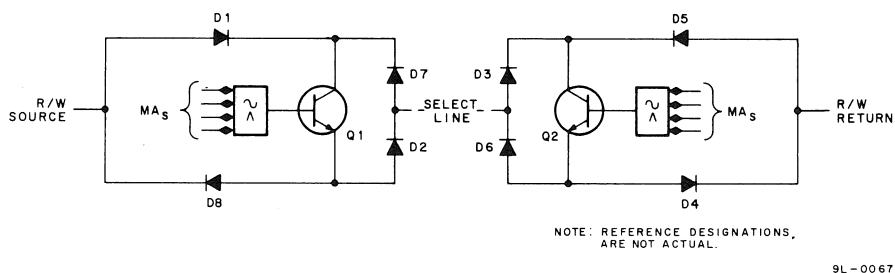 D1
D5
D7
D3
R/W
SOURCE
MAs
SELECT
LINE
MAs
R/W
RETURN
Q1
D2
D6
Q2
D8
D4
NOTE: REFERENCE DESIGNATIONS,
ARE NOT ACTUAL.
9L-0067